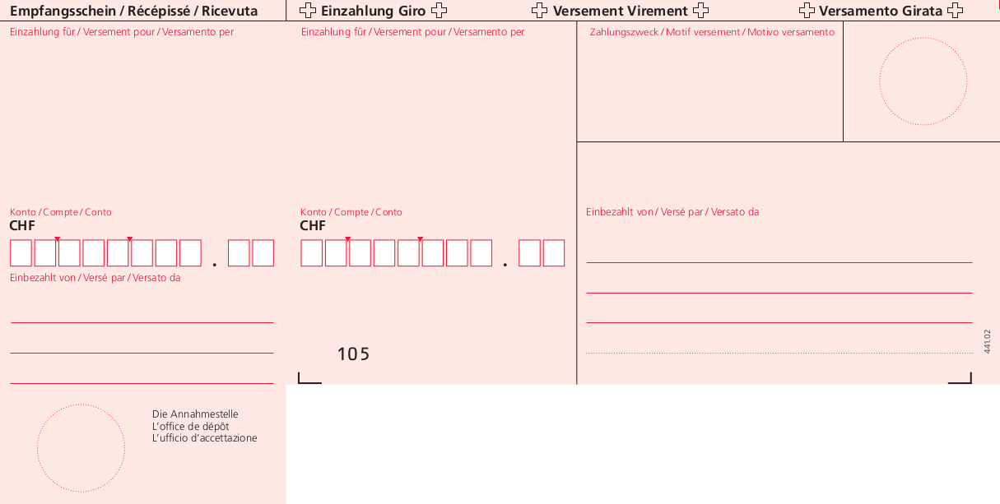 Empfangsschein / Récépissé / Ricevuta
Einzahlung für / Versement pour / Versamento per
Konto / Compte / Conto
CHF
.
Einbezahlt von / Versé par / Versato da
Die Annahmestelle
L’office de dépôt
L’ufficio d’accettazione
Einzahlung Giro
Versement Virement
Versamento Girata
Einzahlung für / Versement pour / Versamento per
Konto / Compte / Conto
CHF
.
105
Zahlungszweck / Motif versement / Motivo versamento
Einbezahlt von / Versé par / Versato da
441.02